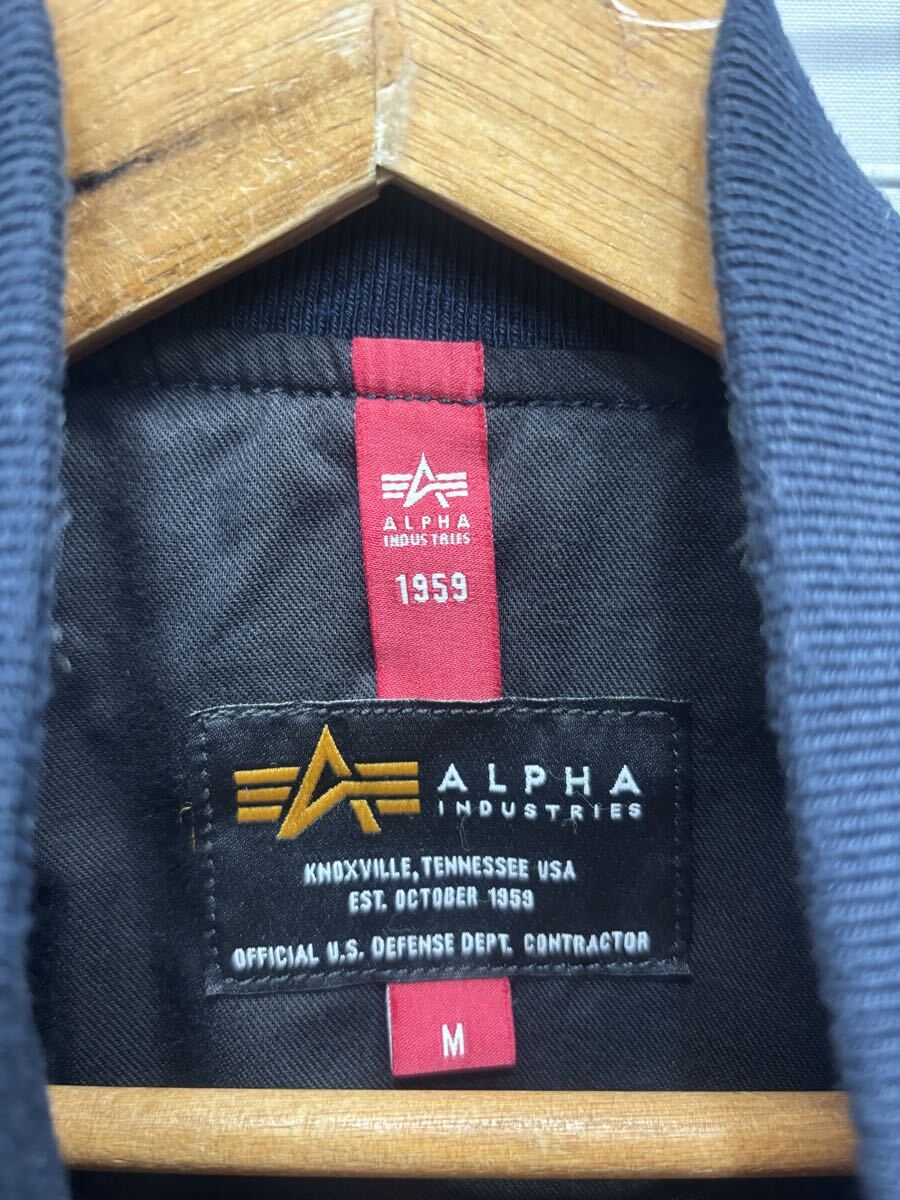 ALPHA
INDUSTRIES
1959
ALPHA
INDUSTRIES
KNOXVILLE, TENNESSEE USA
EST. OCTOBER 1959
OFFICIAL U.S. DEFENSE DEPT. CONTRACTOR
M